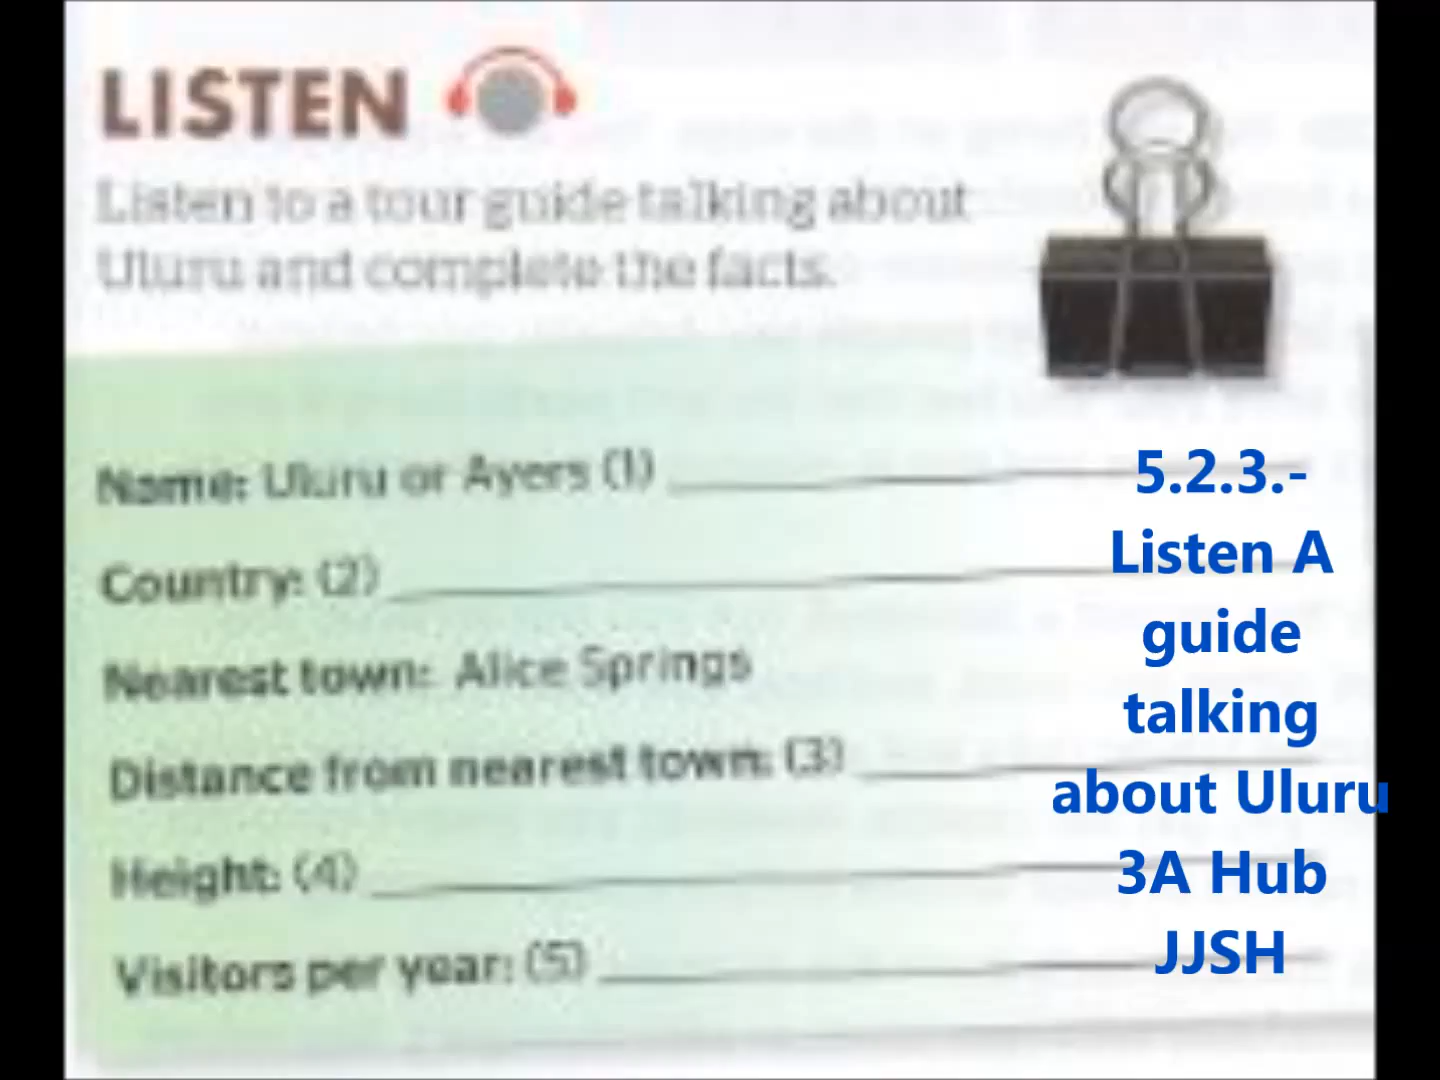 LISTEN
Listen to a tour guide talking about
Uluru and complete the facts.
Name: Uluru or Ayers (1)
Country: (2)
Nearest town: Alice Springs
Distance from nearest town: (3)
Height: (4)
Visitors per year: (5)
5.2.3.-
Listen A
guide
talking
about Uluru
3A Hub
JJSH